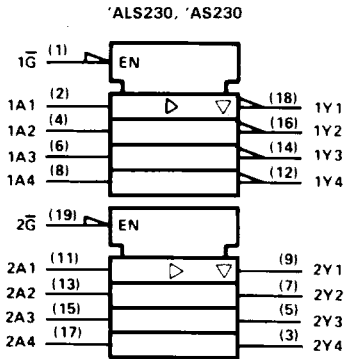 'ALS230, 'AS230
1G̅ (1) EN
1A1 (2) (18) 1Y1
1A2 (4) (16) 1Y2
1A3 (6) (14) 1Y3
1A4 (8) (12) 1Y4
2G̅ (19) EN
2A1 (11) (9) 2Y1
2A2 (13) (7) 2Y2
2A3 (15) (5) 2Y3
2A4 (17) (3) 2Y4